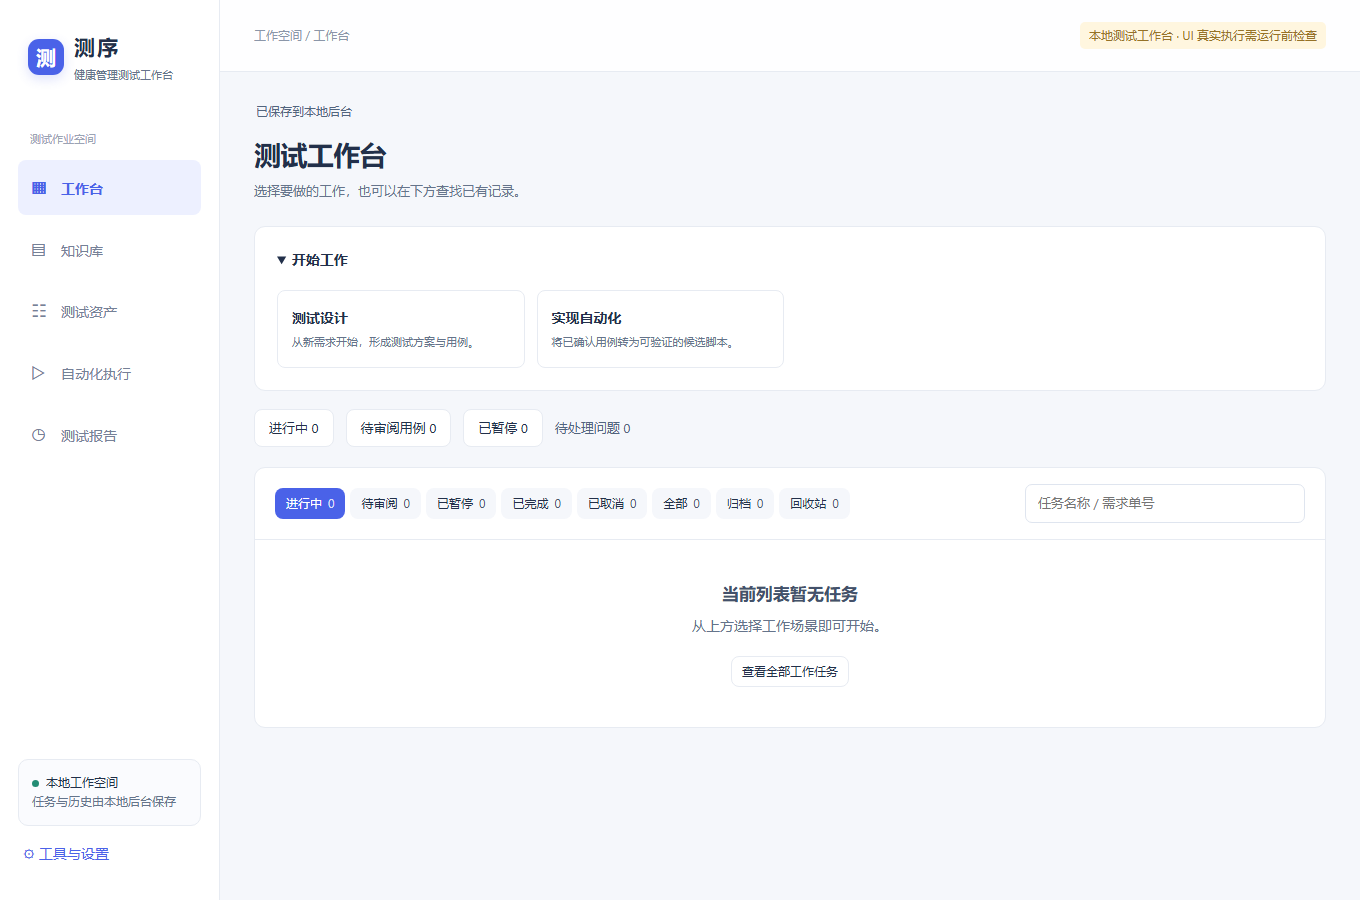 测
测序
健康管理测试工作台
测试作业空间
工作台
知识库
测试资产
自动化执行
测试报告
本地工作空间
任务与历史由本地后台保存
工具与设置
工作空间 / 工作台
本地测试工作台 · UI 真实执行需运行前检查
已保存到本地后台
测试工作台
选择要做的工作，也可以在下方查找已有记录。
▼ 开始工作
测试设计
从新需求开始，形成测试方案与用例。
实现自动化
将已确认用例转为可验证的候选脚本。
进行中 0 待审阅用例 0 已暂停 0 待处理问题 0
进行中 0 待审阅 0 已暂停 0 已完成 0 已取消 0 全部 0 归档 0 回收站 0 任务名称 / 需求单号
当前列表暂无任务
从上方选择工作场景即可开始。
查看全部工作任务